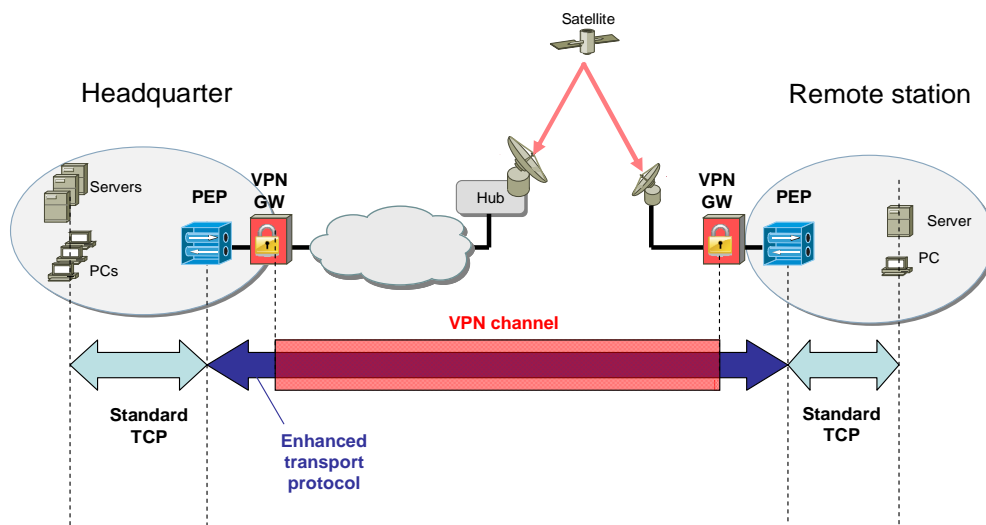 Satellite
Headquarter
Remote station
Servers
PEP
VPN
GW
Hub
VPN
GW
PEP
Server
PCs
PC
VPN channel
Standard
TCP
Enhanced
transport
protocol
Standard
TCP